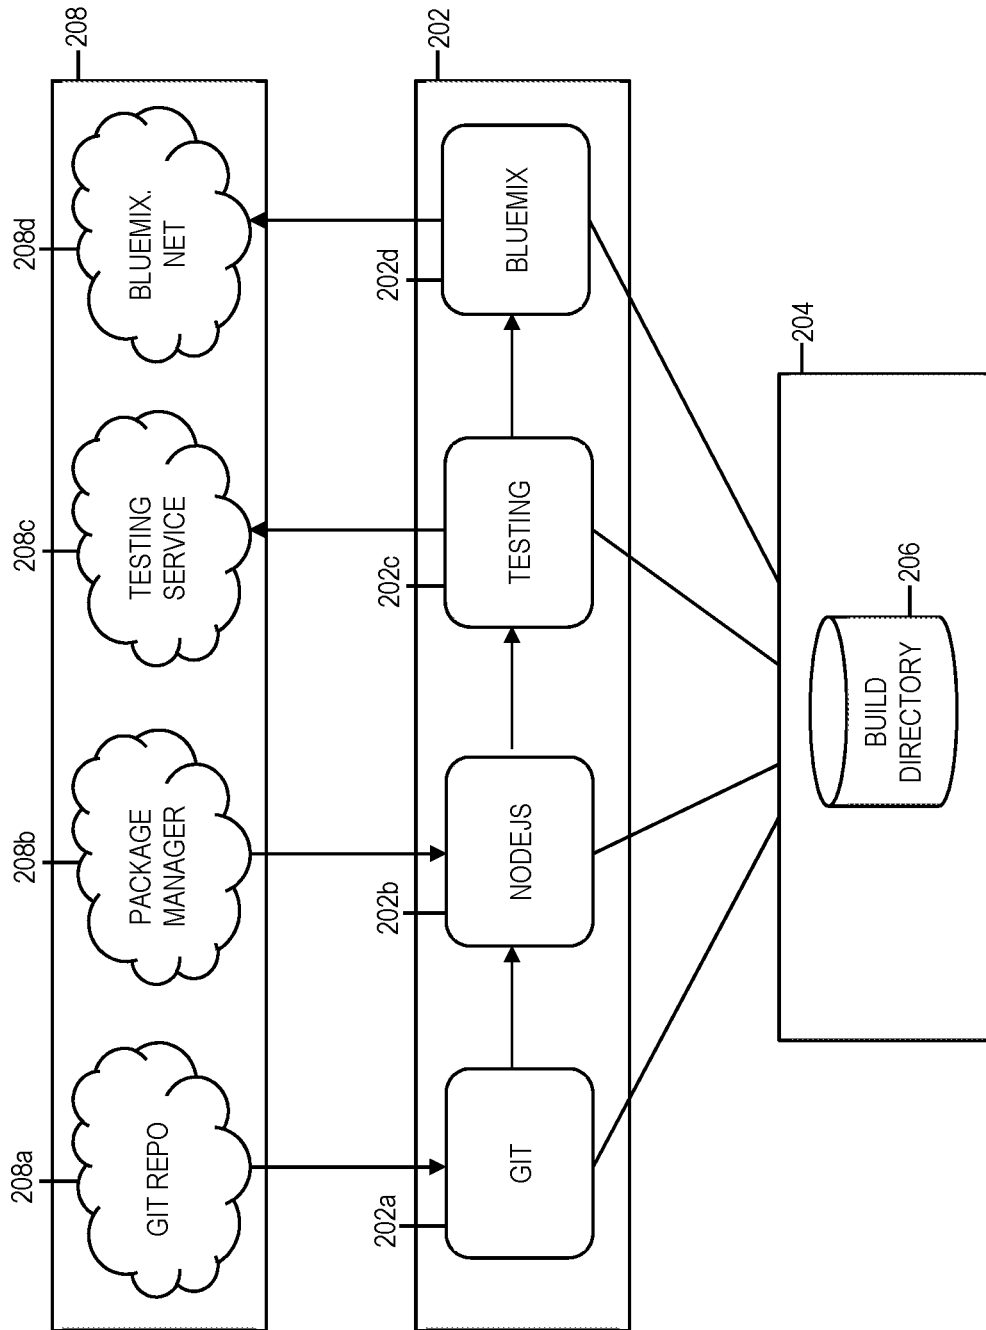 208
208a
GIT REPO
208b
PACKAGE
MANAGER
208c
TESTING
SERVICE
208d
BLUEMIX.
NET
202
202a
GIT
202b
NODEJS
202c
TESTING
202d
BLUEMIX
204
206
BUILD
DIRECTORY